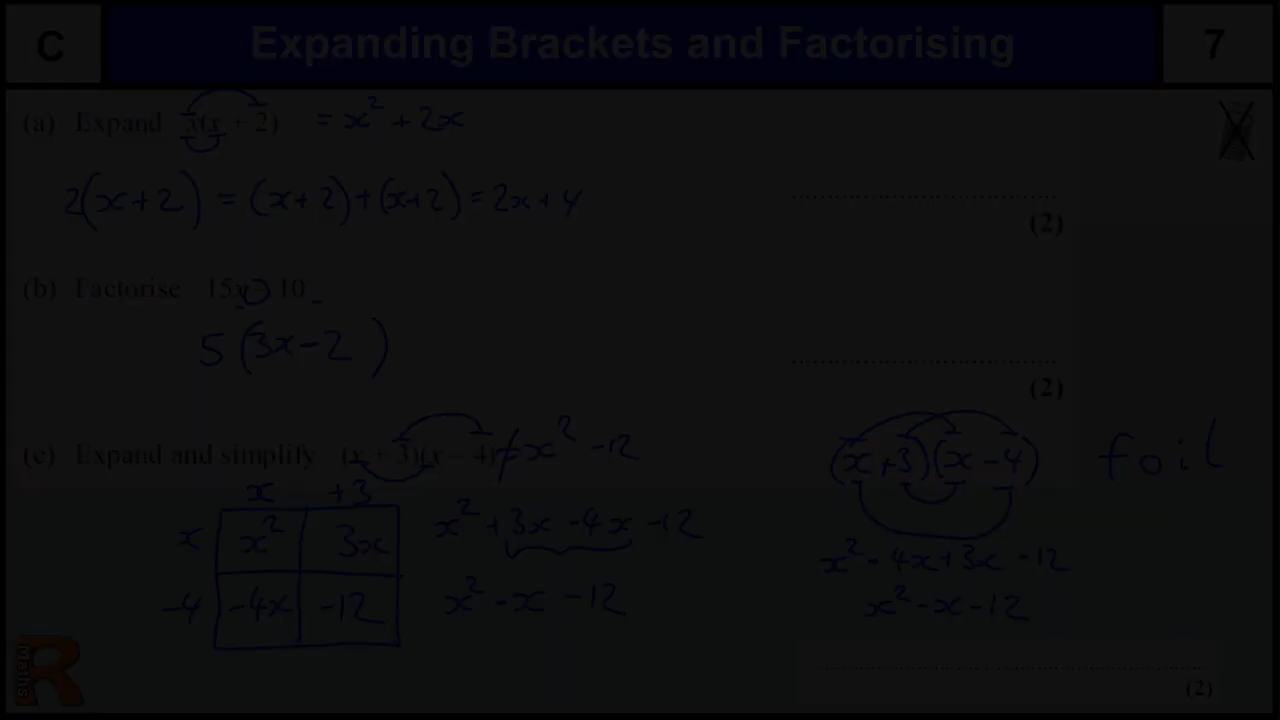 C Expanding Brackets and Factorising 7
(a) Expand x(x + 2) = x² + 2x
2(x+2) = (x+2)+(x+2) = 2x+4
(2)
(b) Factorise 15x - 10
5(3x-2)
(2)
(e) Expand and simplify (x + 3)(x - 4) ≠ x² -12
(x+3)(x-4) foil
x +3
x x² 3x
x² +3x -4x -12
x² - 4x+3x -12
-4 -4x -12
x² -x -12
x² -x -12
R Maths
(2)